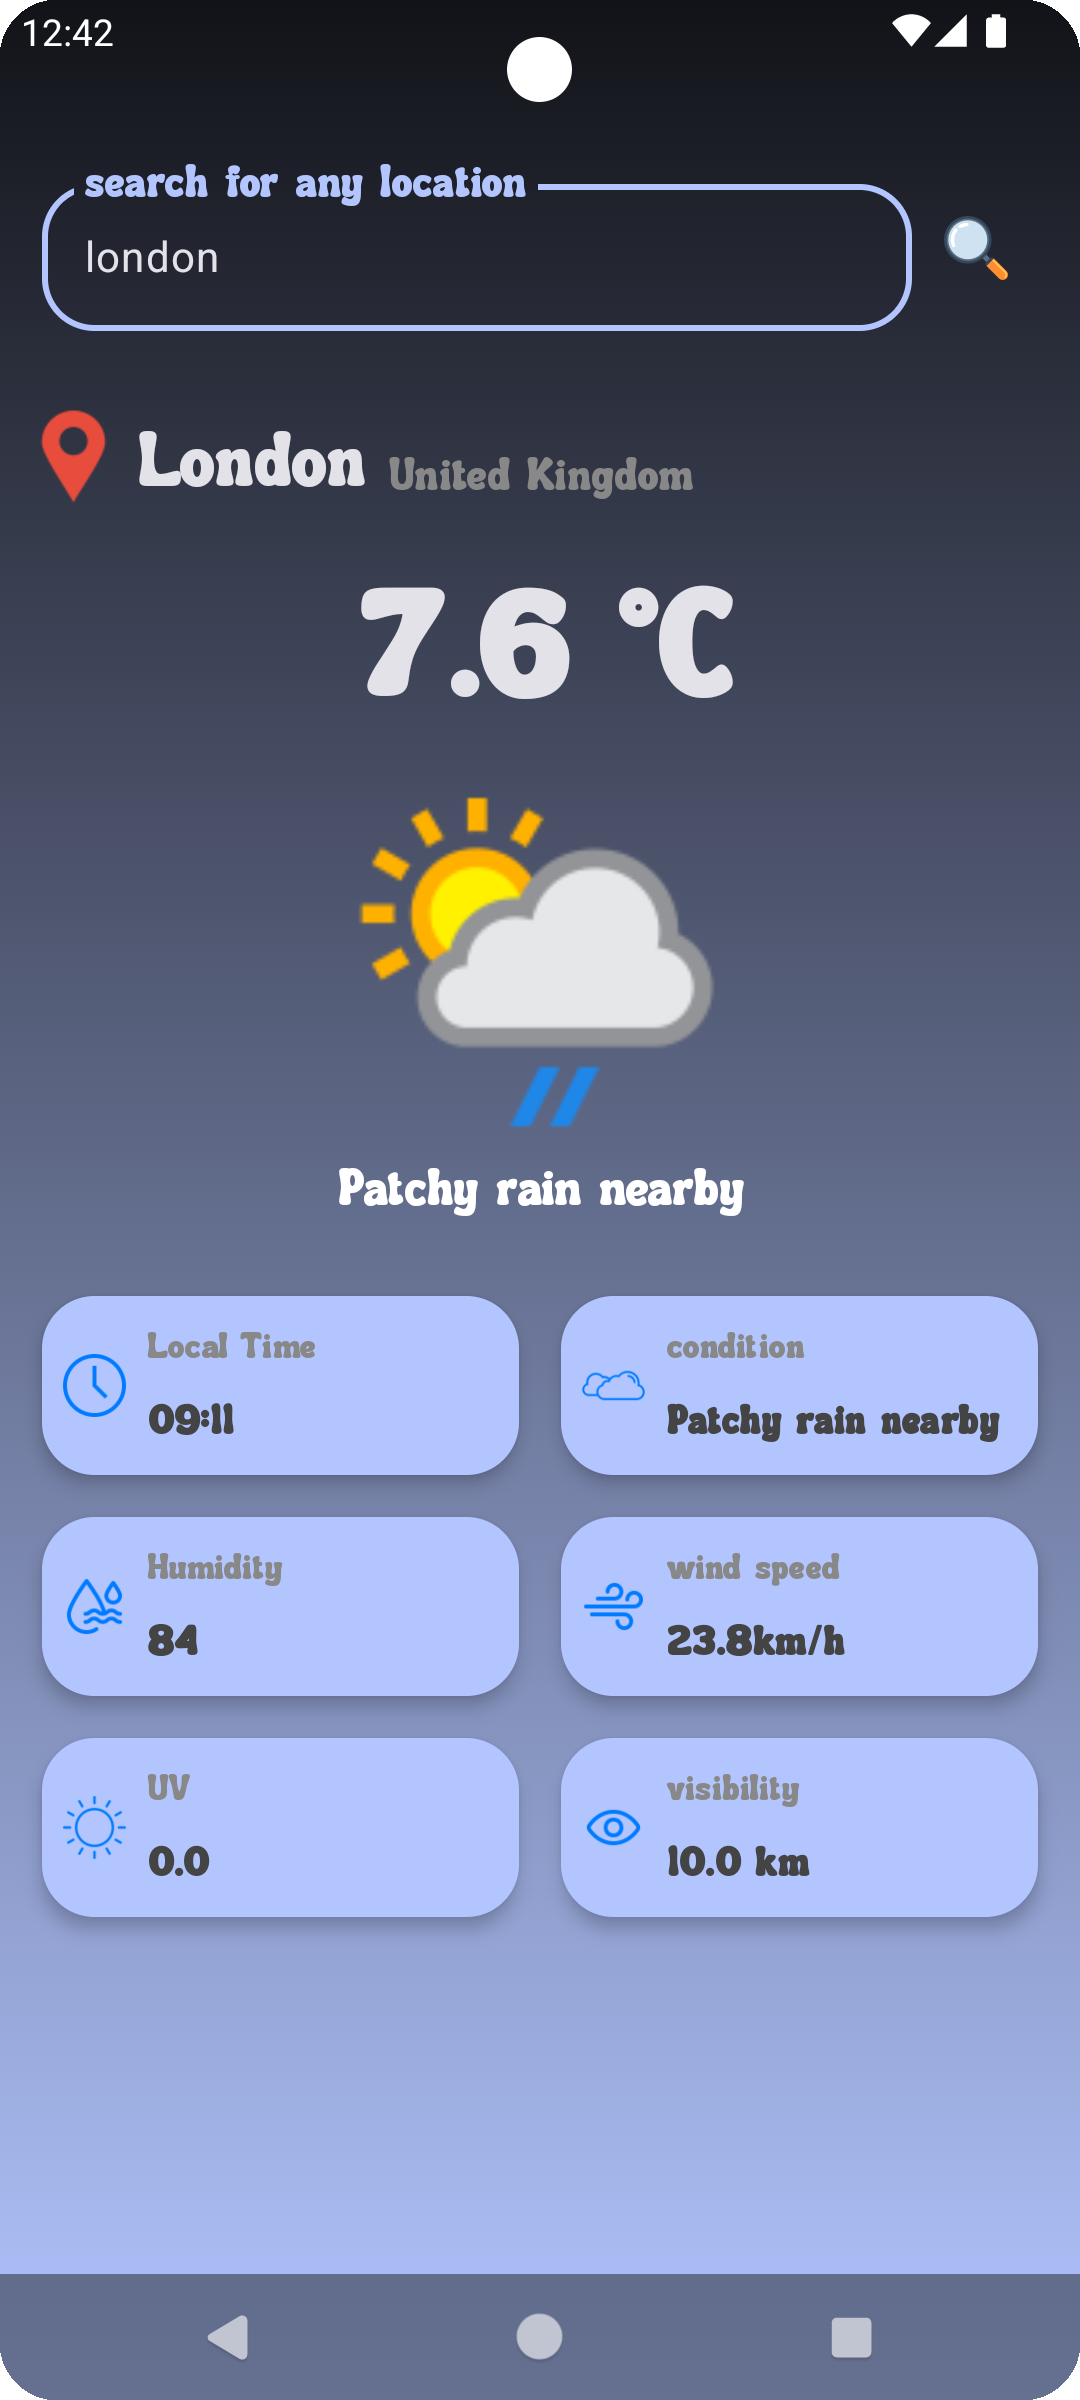 12:42
search for any location
london
London United Kingdom
7.6 °C
Patchy rain nearby
Local Time
09:11
condition
Patchy rain nearby
Humidity
84
wind speed
23.8km/h
UV
0.0
visibility
10.0 km